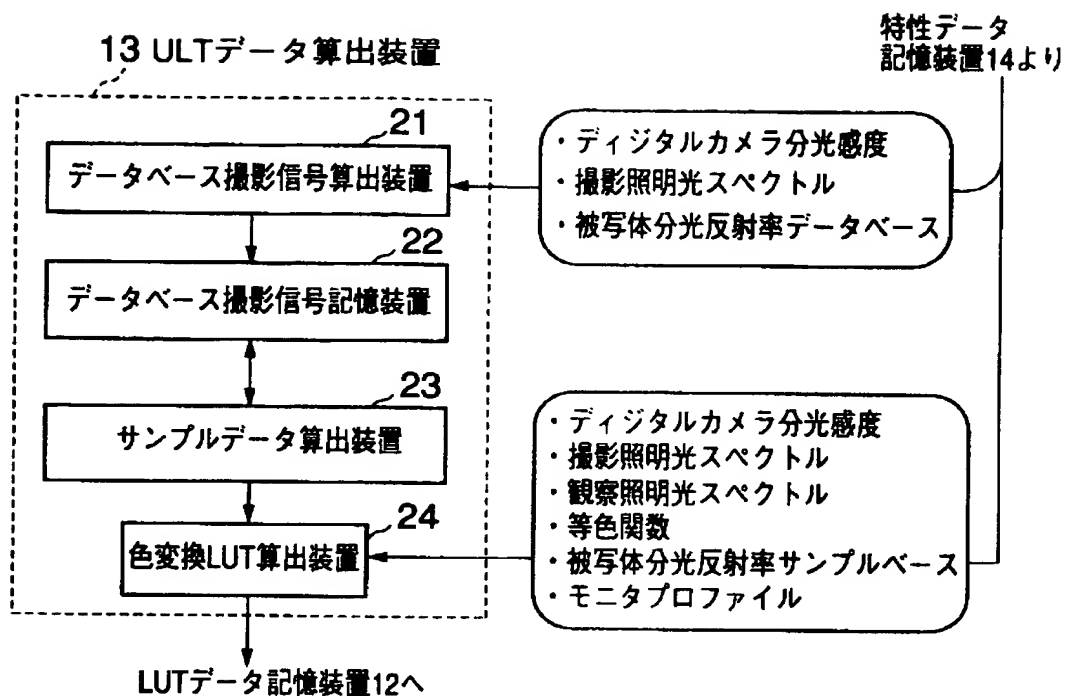 13 ULTデータ算出装置
特性データ
記憶装置14より
21
データベース撮影信号算出装置
・ディジタルカメラ分光感度
・撮影照明光スペクトル
・被写体分光反射率データベース
22
データベース撮影信号記憶装置
23
サンプルデータ算出装置
24
色変換LUT算出装置
・ディジタルカメラ分光感度
・撮影照明光スペクトル
・観察照明光スペクトル
・等色関数
・被写体分光反射率サンプルベース
・モニタプロファイル
LUTデータ記憶装置12へ